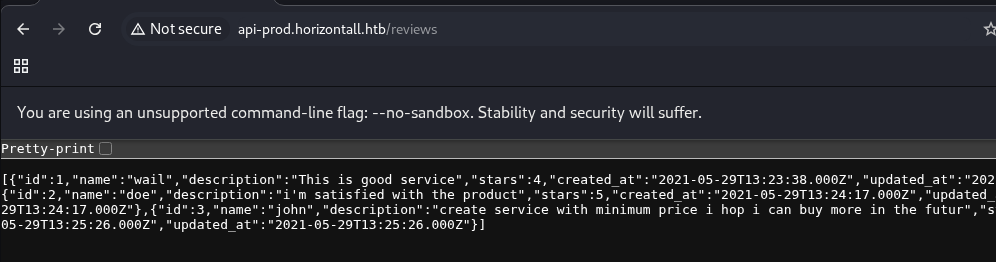 Not secure api-prod.horizontall.htb/reviews
You are using an unsupported command-line flag: --no-sandbox. Stability and security will suffer.
Pretty-print
[{"id":1,"name":"wail","description":"This is good service","stars":4,"created_at":"2021-05-29T13:23:38.000Z","updated_at":"202
{"id":2,"name":"doe","description":"i'm satisfied with the product","stars":5,"created_at":"2021-05-29T13:24:17.000Z","updated_
29T13:24:17.000Z"},{"id":3,"name":"john","description":"create service with minimum price i hop i can buy more in the futur","s
05-29T13:25:26.000Z","updated_at":"2021-05-29T13:25:26.000Z"}]